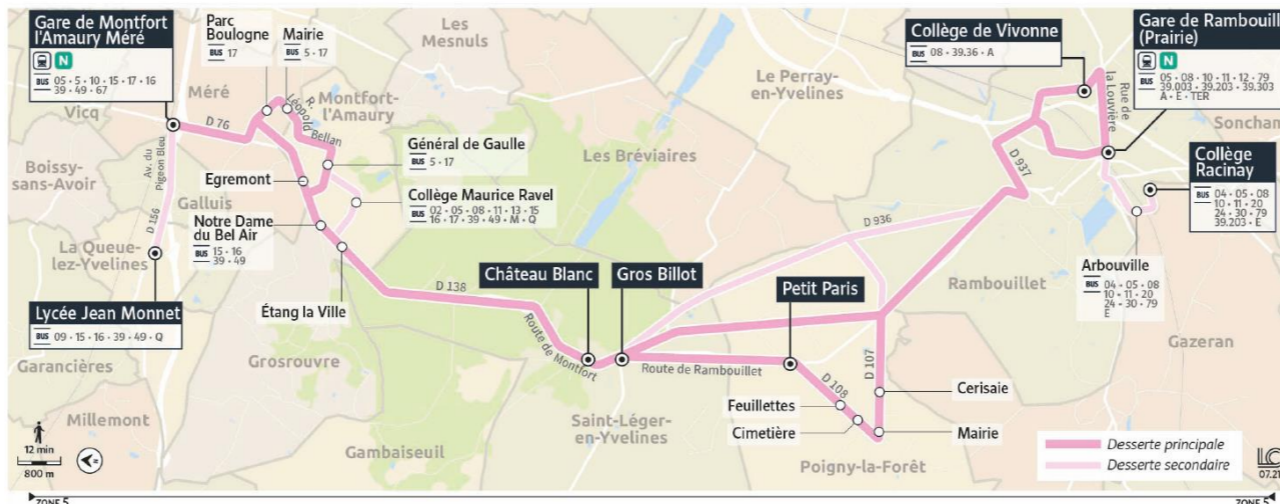 Gare de Montfort
l'Amaury Méré
N
BUS 05 • 5 • 10 • 15 • 17 • 16
39 • 49 • 67
Parc
Boulogne
BUS 17
Mairie
BUS 5 • 17
Les
Mesnuls
Collège de Vivonne
BUS 08 • 39.36 • A
Gare de Rambouill
(Prairie)
N
BUS 05 • 08 • 10 • 11 • 12 • 79
39.003 • 39.203 • 39.303
A • E • TER
Le Perray-
en-Yvelines
Rue de
la Louvière
Vicq
Méré
R.
Léopold
Bellan
Montfort-
l'Amaury
D 76
Sonchan
Boissy-
sans-Avoir
Av. du
Pigeon Bleu
Général de Gaulle
BUS 5 • 17
Les Bréviaires
D 937
Collège
Racinay
BUS 04 • 05 • 08
10 • 11 • 20
24 • 30 • 79
39.203 • E
Egremont
Galluis
Collège Maurice Ravel
BUS 02 • 05 • 08 • 11 • 13 • 15
16 • 17 • 39 • 49 • M • Q
D 156
Notre Dame
du Bel Air
BUS 15 • 16
39 • 49
D 936
La Queue-
lez-Yvelines
Château Blanc
Gros Billot
Petit Paris
Rambouillet
Arbouville
BUS 04 • 05 • 08
10 • 11 • 20
24 • 30 • 79
E
D 138
Lycée Jean Monnet
BUS 09 • 15 • 16 • 39 • 49 • Q
Étang la Ville
Route de Montfort
Garancières
Grosrouvre
Gazeran
Route de Rambouillet
D 107
D 108
Cerisaie
Feuillettes
Cimetière
Mairie
Millemont
Saint-Léger-
en-Yvelines
Gambaiseuil
Poigny-la-Forêt
12 min
800 m
Desserte principale
Desserte secondaire
07.21
ZONE 5
ZONE 5